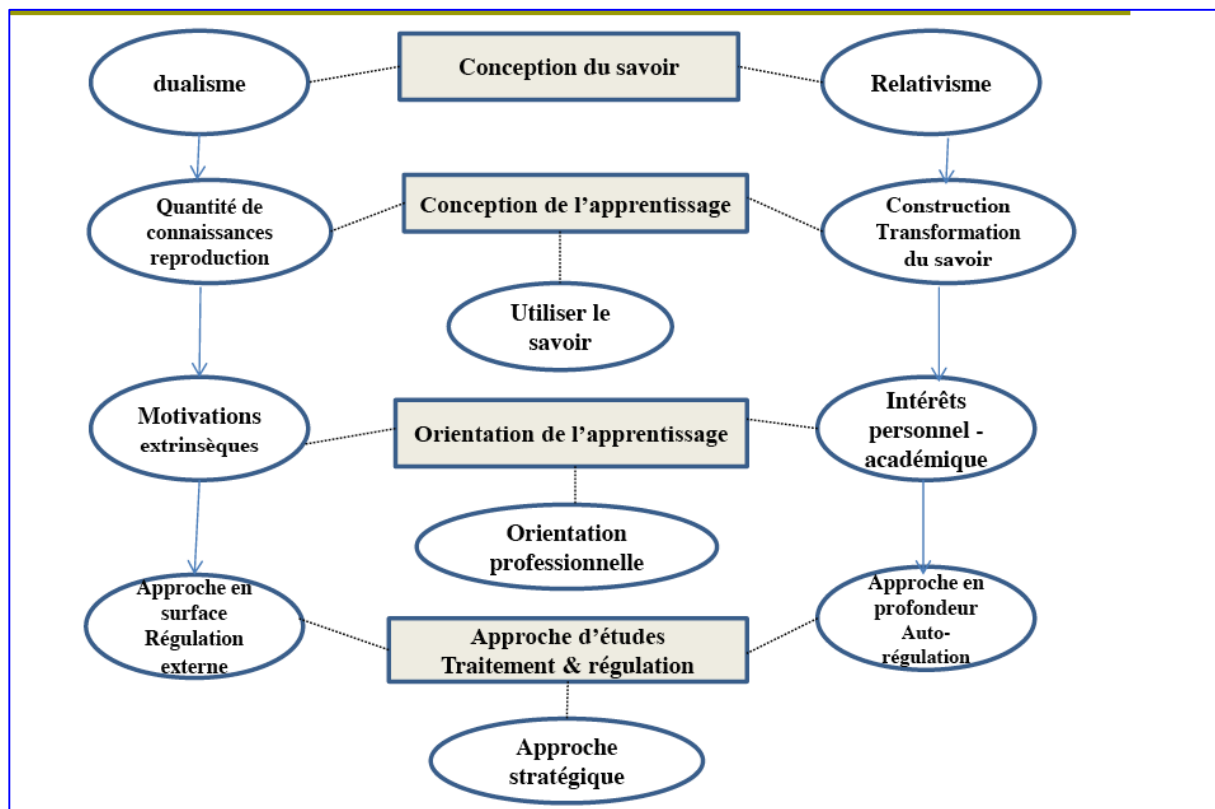 dualisme
Conception du savoir
Relativisme
Quantité de
connaissances
reproduction
Conception de l’apprentissage
Construction
Transformation
du savoir
Utiliser le
savoir
Motivations
extrinsèques
Orientation de l’apprentissage
Intérêts
personnel -
académique
Orientation
professionnelle
Approche en
surface
Régulation
externe
Approche d’études
Traitement & régulation
Approche en
profondeur
Auto-
régulation
Approche
stratégique